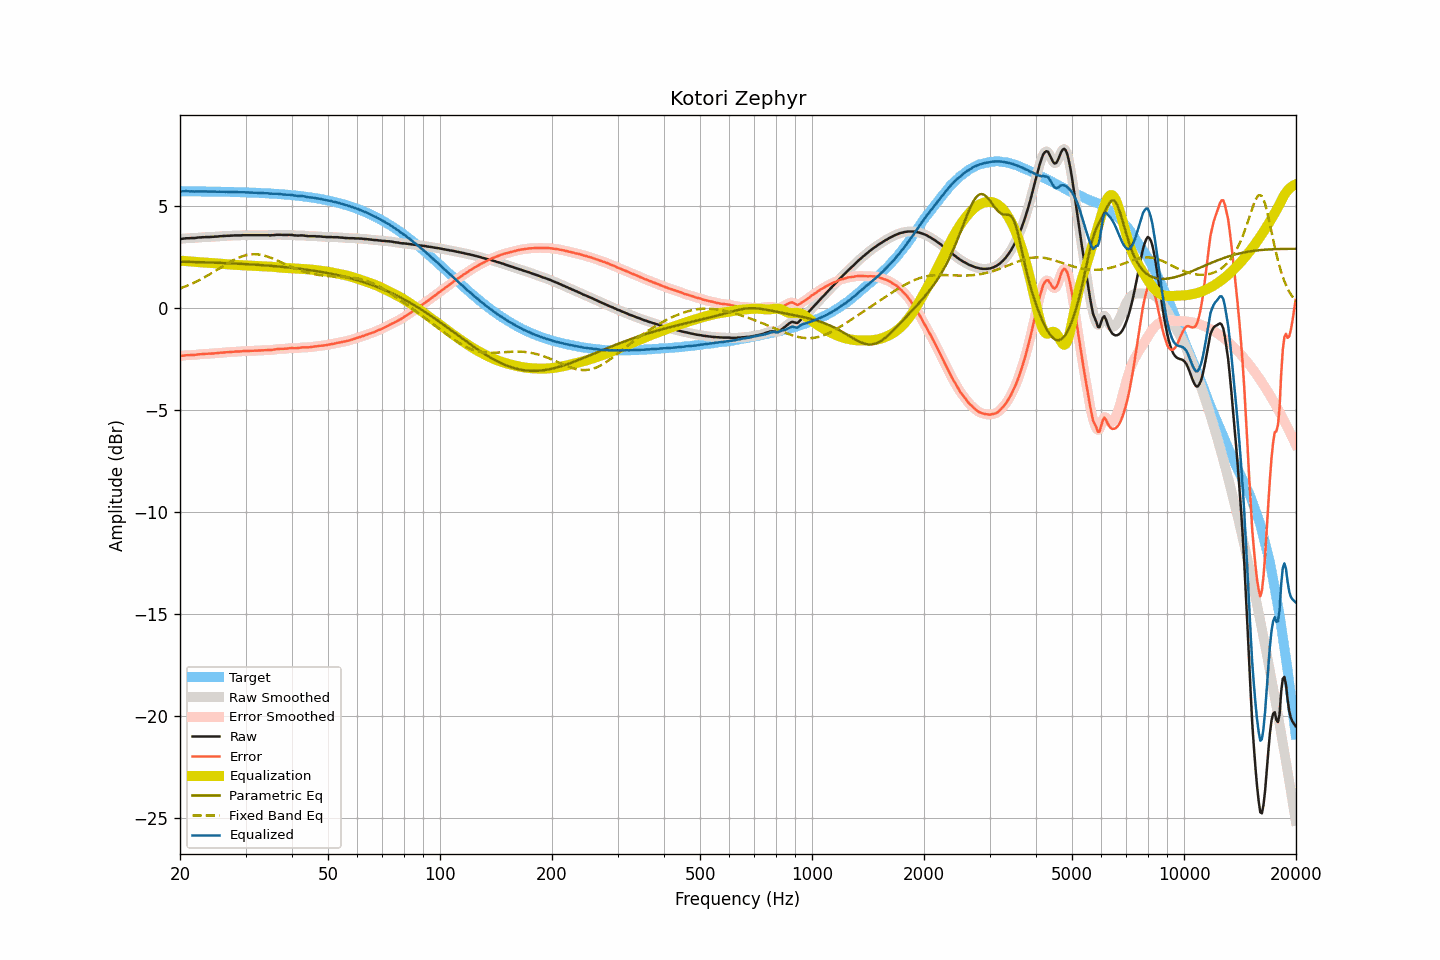 Kotori Zephyr
Amplitude (dBr)
5
0
−5
−10
−15
−20
−25
Target
Raw Smoothed
Error Smoothed
Raw
Error
Equalization
Parametric Eq
Fixed Band Eq
Equalized
20 50 100 200 500 1000 2000 5000 10000 20000
Frequency (Hz)